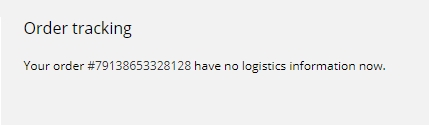 Order tracking
Your order #79138653328128 have no logistics information now.